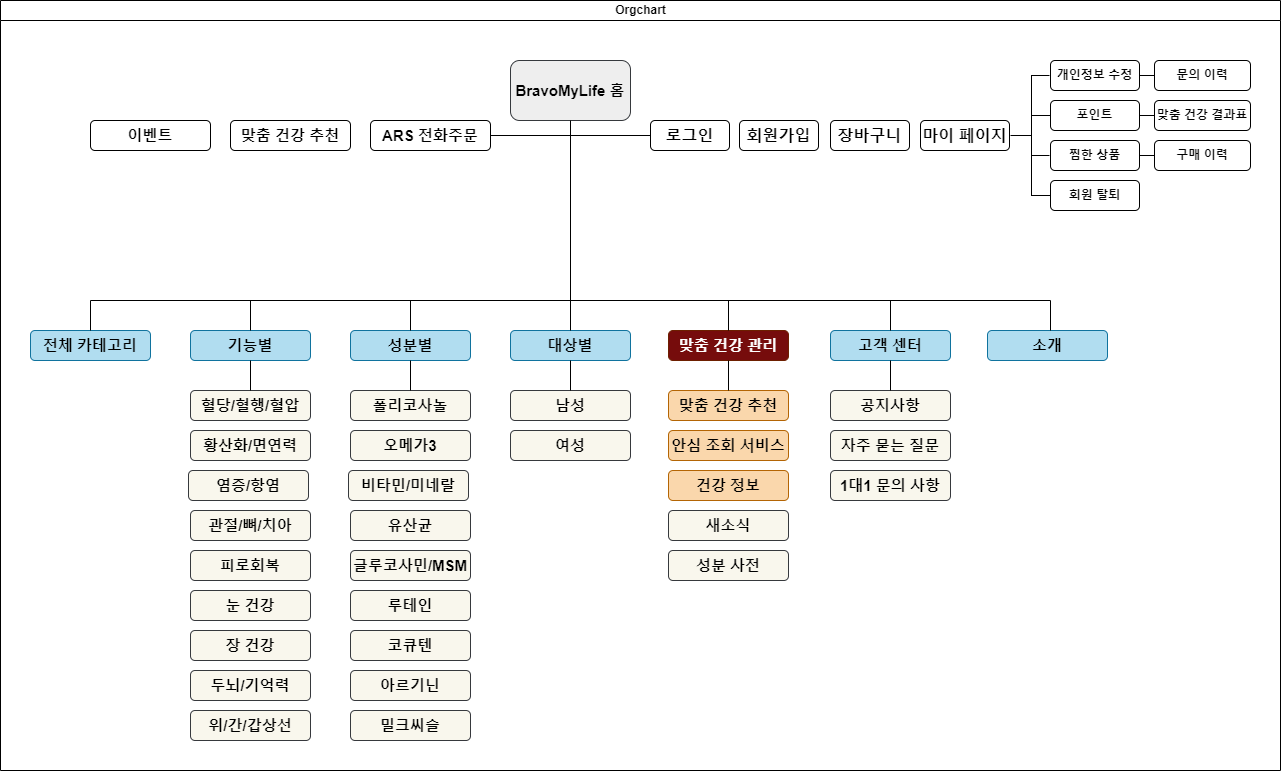 Orgchart
BravoMyLife 홈
이벤트
맞춤 건강 추천
ARS 전화주문
로그인
회원가입
장바구니
마이 페이지
개인정보 수정
문의 이력
포인트
맞춤 건강 결과표
찜한 상품
구매 이력
회원 탈퇴
전체 카테고리
기능별
혈당/혈행/혈압
황산화/면연력
염증/항염
관절/뼈/치아
피로회복
눈 건강
장 건강
두뇌/기억력
위/간/갑상선
성분별
폴리코사놀
오메가3
비타민/미네랄
유산균
글루코사민/MSM
루테인
코큐텐
아르기닌
밀크씨슬
대상별
남성
여성
맞춤 건강 관리
맞춤 건강 추천
안심 조회 서비스
건강 정보
새소식
성분 사전
고객 센터
공지사항
자주 묻는 질문
1대1 문의 사항
소개